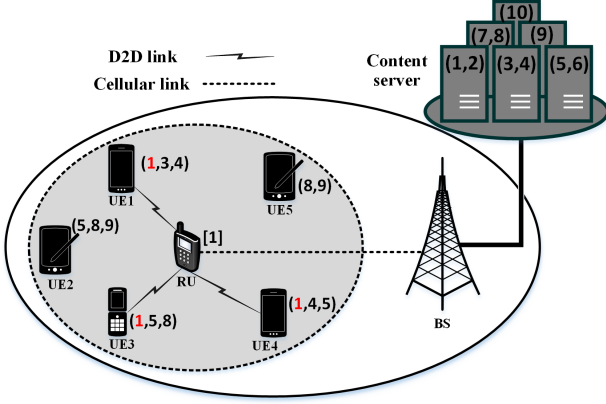 (10)
(7,8) (9)
(1,2) (3,4) (5,6)
Content
server
D2D link
Cellular link
(1,3,4)
UE1
(8,9)
UE5
(5,8,9)
UE2
[1]
RU
(1,5,8)
UE3
(1,4,5)
UE4
BS